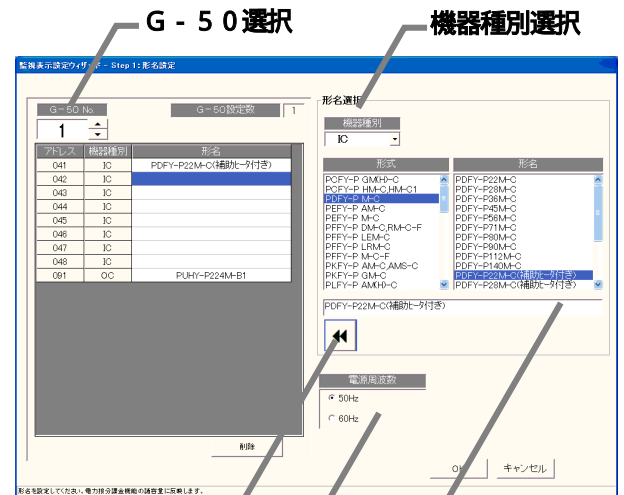 G-50選択
機器種別選択
監視表示設定ウィザード - Step 1:形名設定
G-50 No.
G-50設定数 1
1
アドレス 機器種別 形名
041 IC PDFY-P22M-C(補助ヒータ付き)
042 IC
043 IC
044 IC
045 IC
046 IC
047 IC
048 IC
091 OC PUHY-P224M-B1
削除
形名選択
機器種別
IC
形式
PCFY-P GM(H)-C
PCFY-P HM-C,HM-C1
PDFY-P M-C
PEFY-P AM-C
PEFY-P M-C
PFFY-P DM-C,RM-C-F
PFFY-P LEM-C
PFFY-P LRM-C
PFFY-P M-C-F
PKFY-P AM-C,AMS-C
PKFY-P GM-C
PLFY-P AMKH)-C
形名
PDFY-P22M-C
PDFY-P28M-C
PDFY-P36M-C
PDFY-P45M-C
PDFY-P56M-C
PDFY-P71M-C
PDFY-P80M-C
PDFY-P90M-C
PDFY-P112M-C
PDFY-P140M-C
PDFY-P22M-C(補助ヒータ付き)
PDFY-P28M-C(補助ヒータ付き)
PDFY-P22M-C(補助ヒータ付き)
電源周波数
50Hz
60Hz
OK
キャンセル
形名を設定してください。電力按分課金機能の諸容量に反映します。